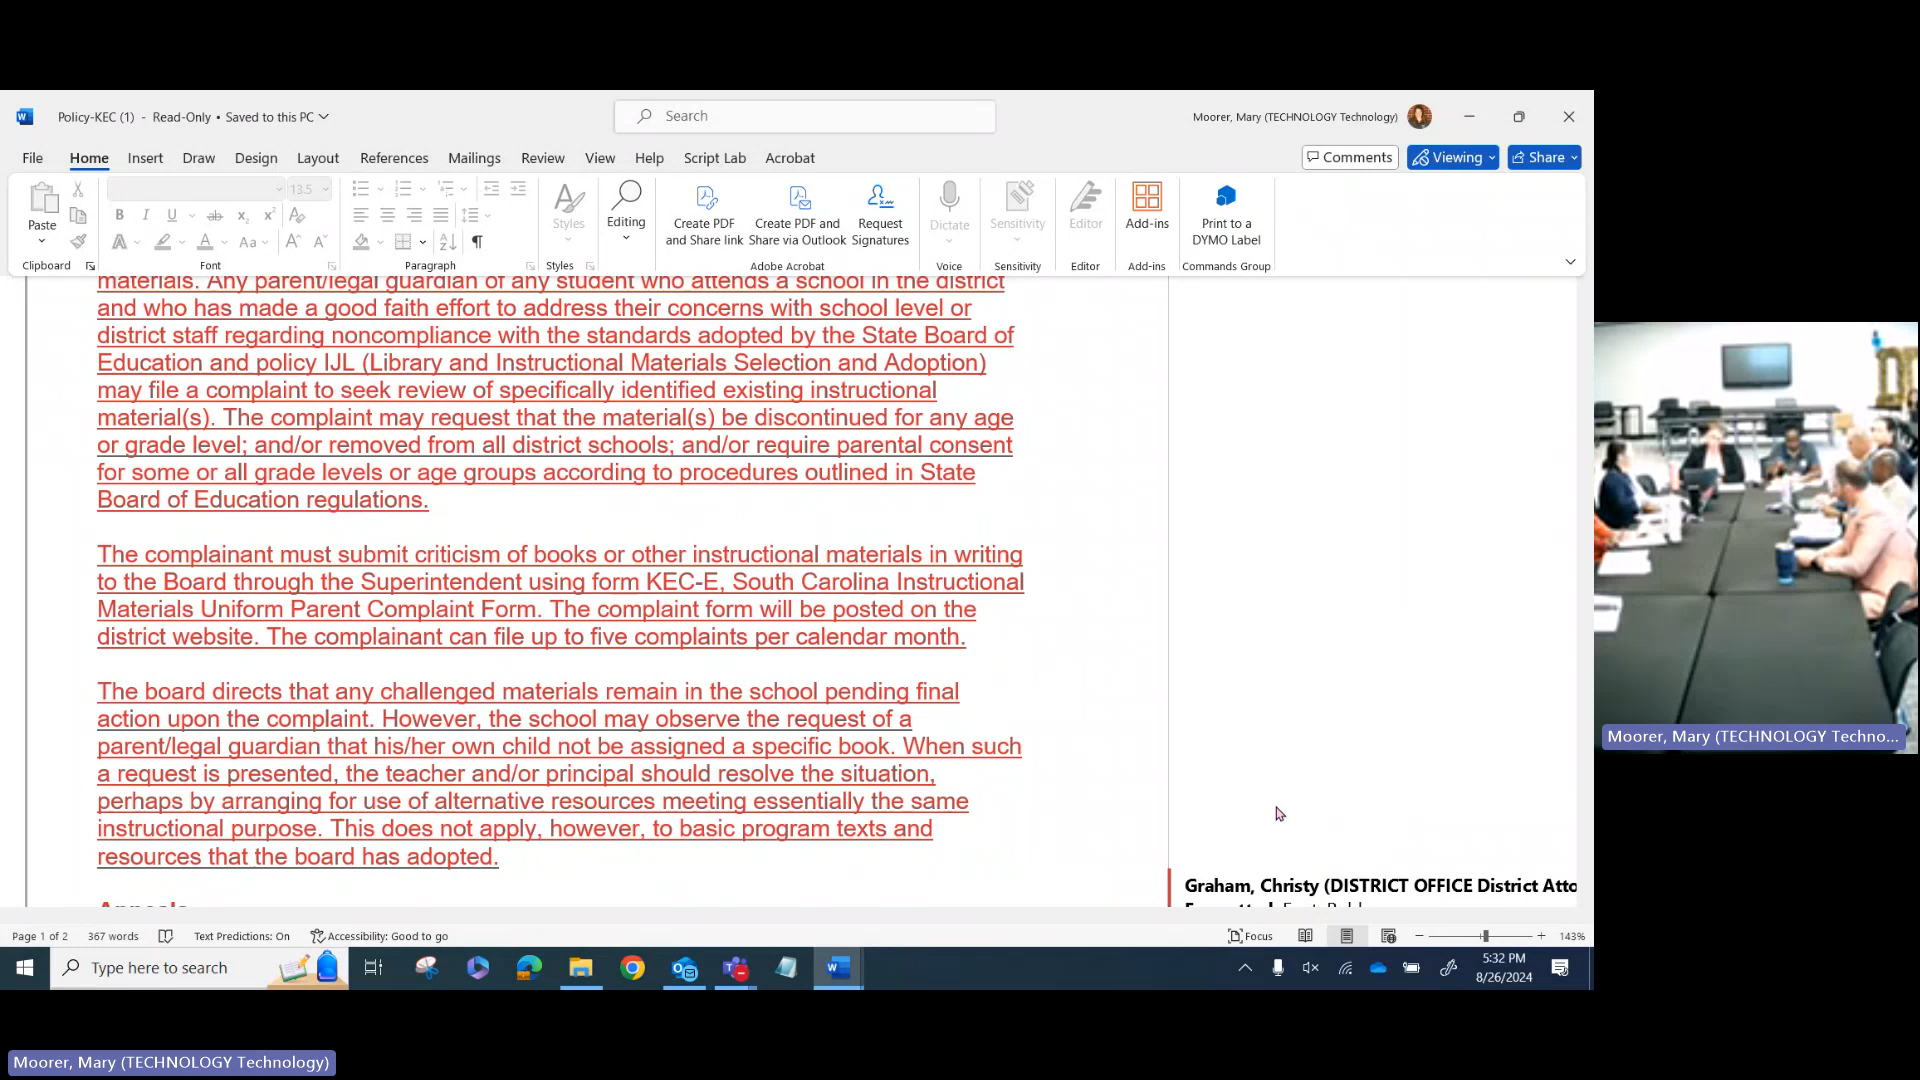 Policy-KEC (1) - Read-Only • Saved to this PC
Search
Moorer, Mary (TECHNOLOGY Technology)
File Home Insert Draw Design Layout References Mailings Review View Help Script Lab Acrobat
Comments Viewing Share
13.5
Paste
Styles
Editing
Create PDF and Share link
Create PDF and Share via Outlook
Request Signatures
Dictate
Sensitivity
Editor
Add-ins
Print to a DYMO Label
Clipboard Font Paragraph Styles Adobe Acrobat Voice Sensitivity Editor Add-ins Commands Group
materials. Any parent/legal guardian of any student who attends a school in the district
and who has made a good faith effort to address their concerns with school level or
district staff regarding noncompliance with the standards adopted by the State Board of
Education and policy IJL (Library and Instructional Materials Selection and Adoption)
may file a complaint to seek review of specifically identified existing instructional
material(s). The complaint may request that the material(s) be discontinued for any age
or grade level; and/or removed from all district schools; and/or require parental consent
for some or all grade levels or age groups according to procedures outlined in State
Board of Education regulations.
The complainant must submit criticism of books or other instructional materials in writing
to the Board through the Superintendent using form KEC-E, South Carolina Instructional
Materials Uniform Parent Complaint Form. The complaint form will be posted on the
district website. The complainant can file up to five complaints per calendar month.
The board directs that any challenged materials remain in the school pending final
action upon the complaint. However, the school may observe the request of a
parent/legal guardian that his/her own child not be assigned a specific book. When such
a request is presented, the teacher and/or principal should resolve the situation,
perhaps by arranging for use of alternative resources meeting essentially the same
instructional purpose. This does not apply, however, to basic program texts and
resources that the board has adopted.
Graham, Christy (DISTRICT OFFICE District Atto
Page 1 of 2 367 words Text Predictions: On Accessibility: Good to go Focus 143%
Type here to search
5:32 PM
8/26/2024
Moorer, Mary (TECHNOLOGY Techno...
Moorer, Mary (TECHNOLOGY Technology)